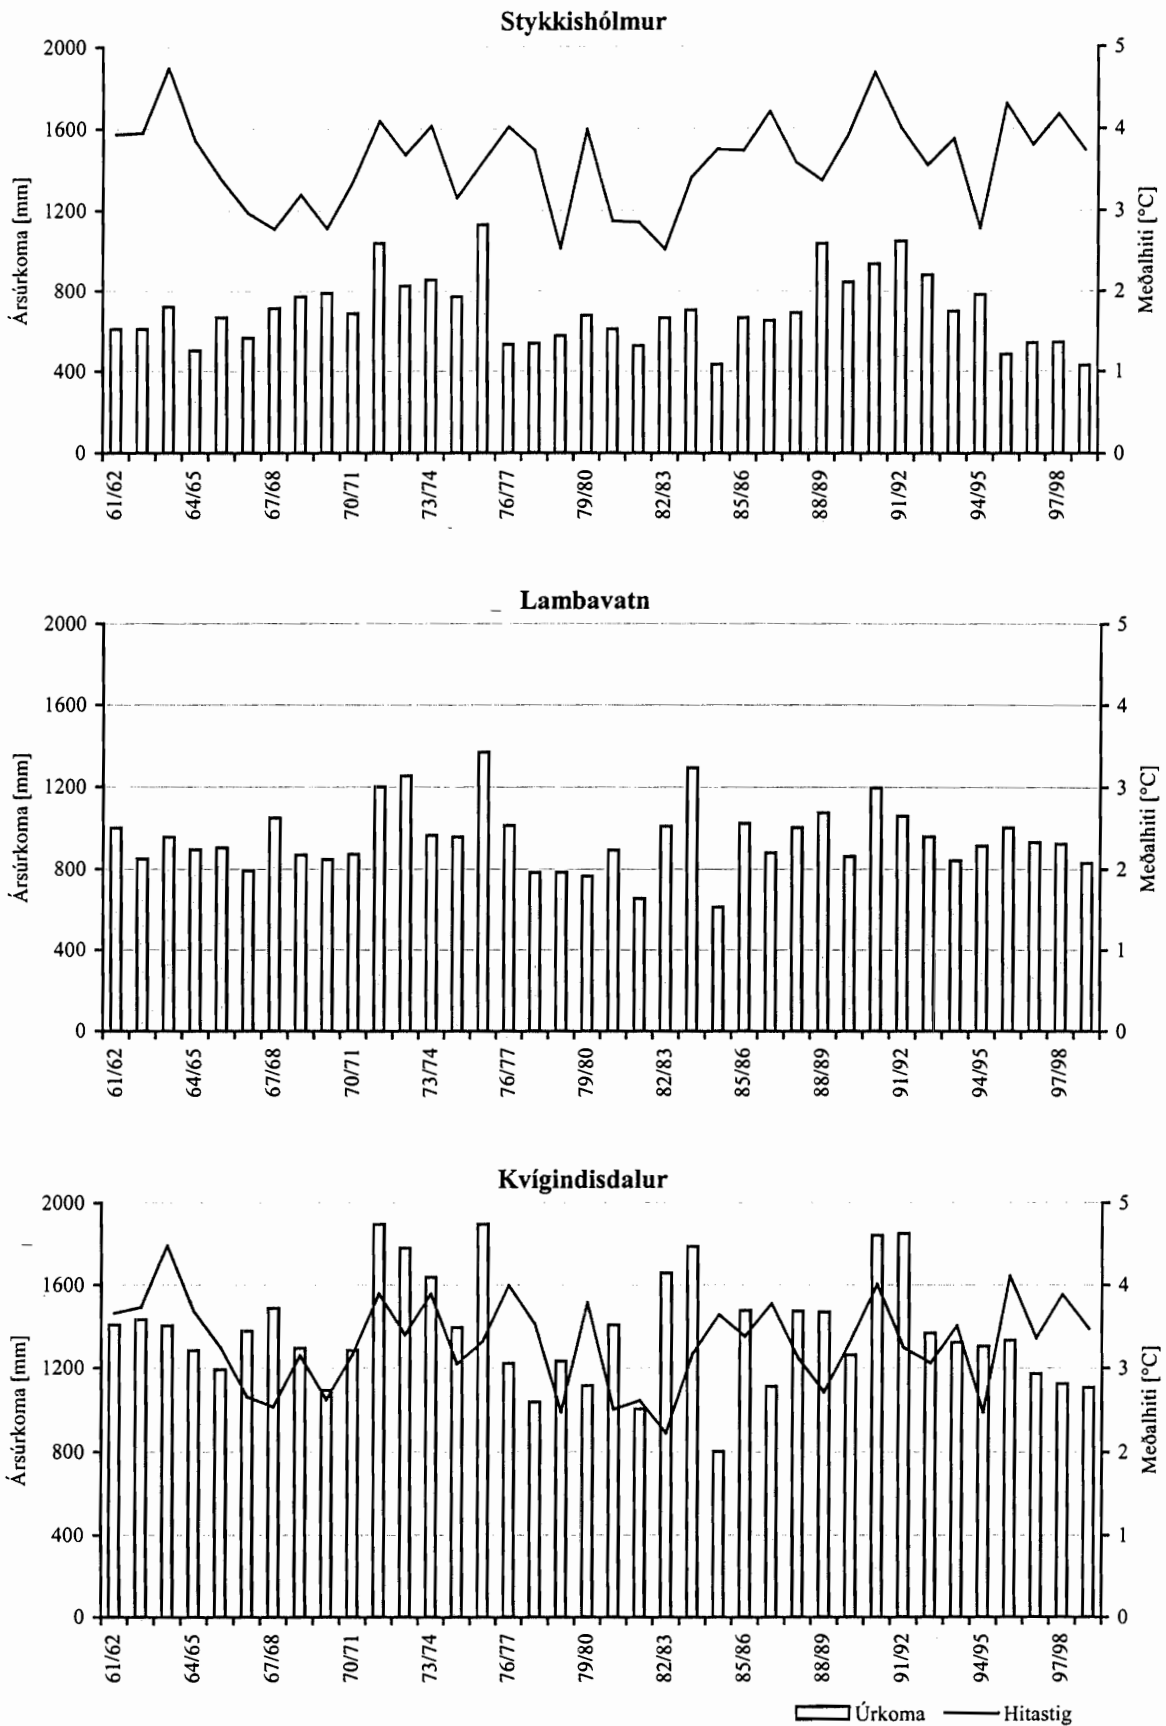 Stykkishólmur
2000
1600
1200
800
400
0
Ársúrkoma [mm]
5
4
3
2
1
0
Meðalhiti [°C]
61/62 64/65 67/68 70/71 73/74 76/77 79/80 82/83 85/86 88/89 91/92 94/95 97/98
Lambavatn
2000
1600
1200
800
400
0
Ársúrkoma [mm]
5
4
3
2
1
0
Meðalhiti [°C]
61/62 64/65 67/68 70/71 73/74 76/77 79/80 82/83 85/86 88/89 91/92 94/95 97/98
Kvígindisdalur
2000
1600
1200
800
400
0
Ársúrkoma [mm]
5
4
3
2
1
0
Meðalhiti [°C]
61/62 64/65 67/68 70/71 73/74 76/77 79/80 82/83 85/86 88/89 91/92 94/95 97/98
Úrkoma Hitastig